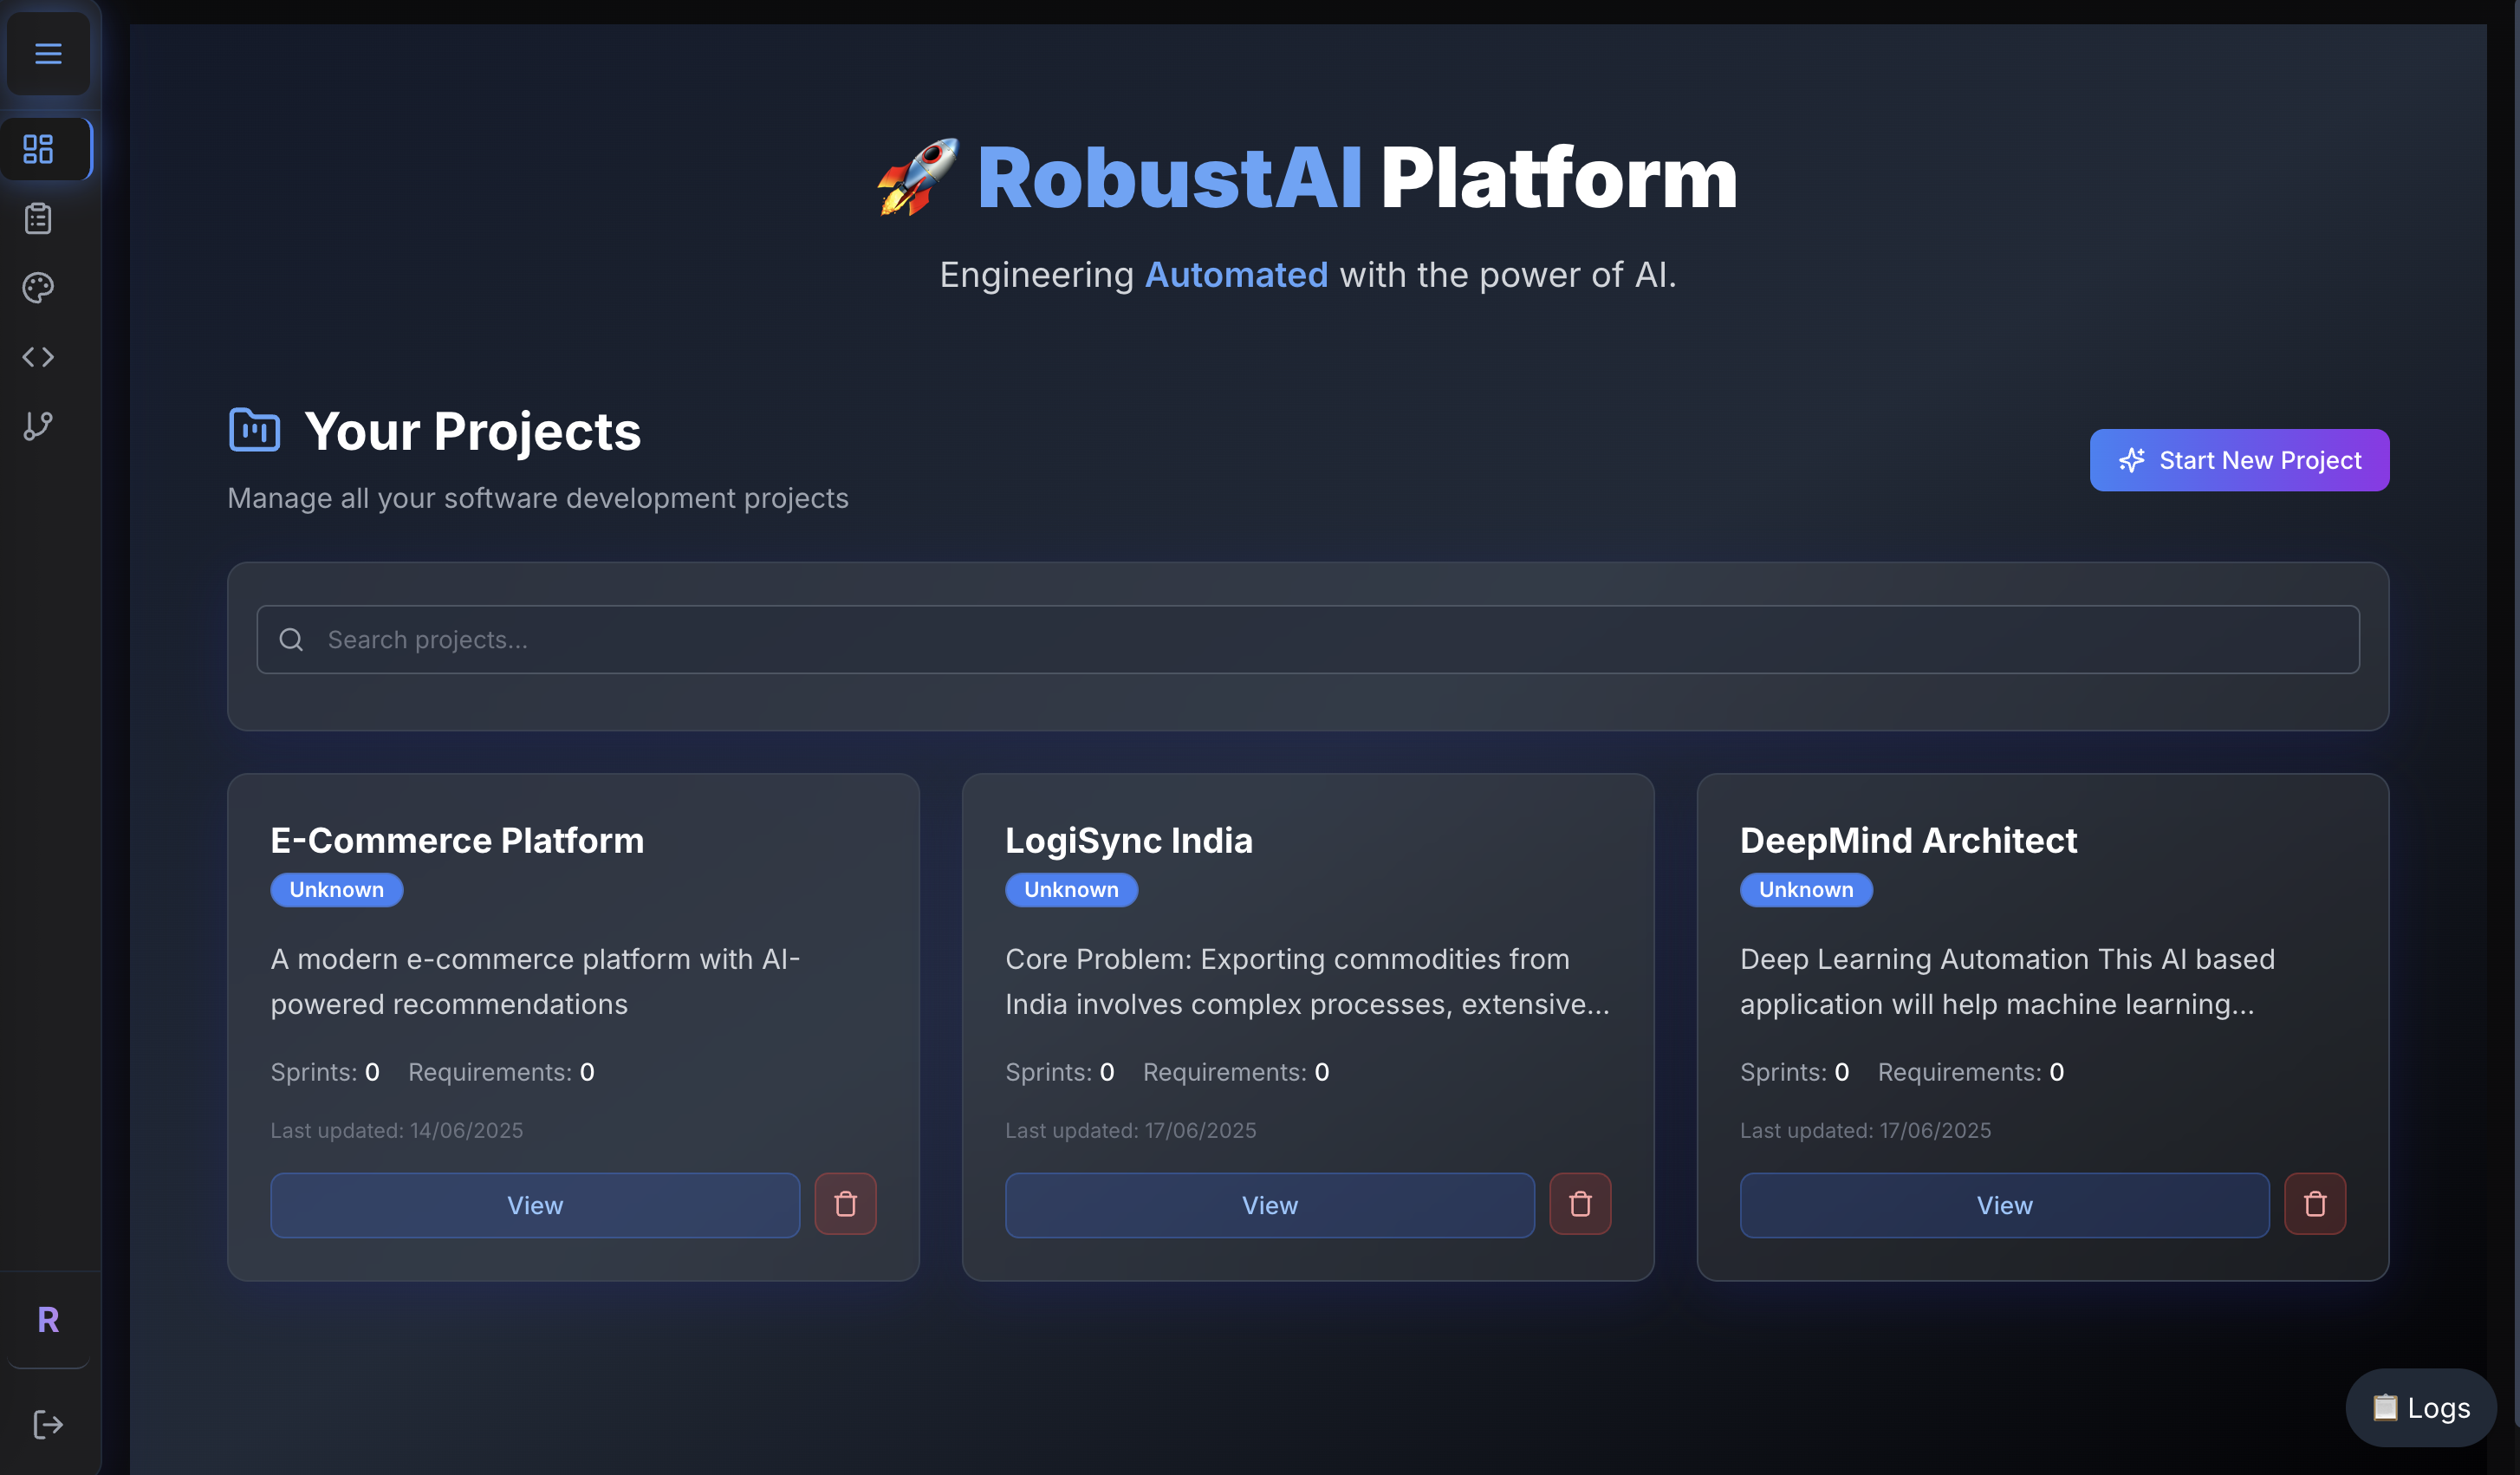 🚀 RobustAI Platform
Engineering Automated with the power of AI.
Your Projects
Manage all your software development projects
Start New Project
Search projects...
E-Commerce Platform
Unknown
A modern e-commerce platform with AI-
powered recommendations
Sprints: 0 Requirements: 0
Last updated: 14/06/2025
View
LogiSync India
Unknown
Core Problem: Exporting commodities from
India involves complex processes, extensive...
Sprints: 0 Requirements: 0
Last updated: 17/06/2025
View
DeepMind Architect
Unknown
Deep Learning Automation This AI based
application will help machine learning...
Sprints: 0 Requirements: 0
Last updated: 17/06/2025
View
R
📋 Logs